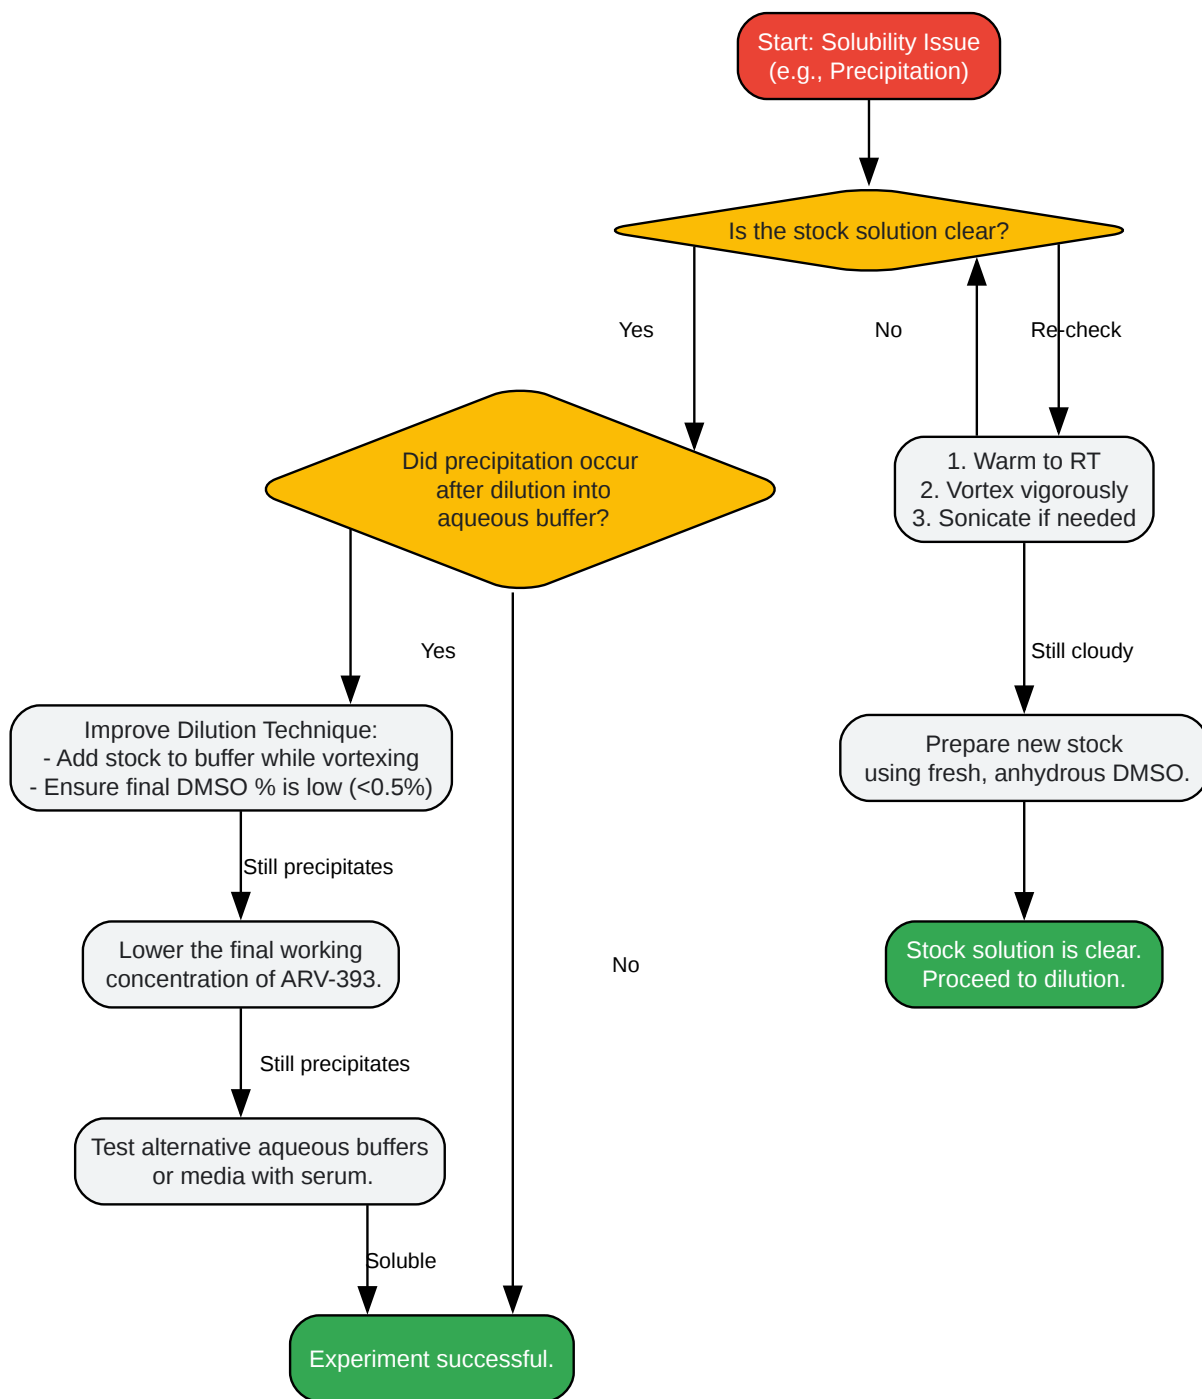 Start: Solubility Issue
(e.g., Precipitation)
Is the stock solution clear?
Yes
No
Re-check
Did precipitation occur
after dilution into
aqueous buffer?
1. Warm to RT
2. Vortex vigorously
3. Sonicate if needed
Yes
Still cloudy
Improve Dilution Technique:
- Add stock to buffer while vortexing
- Ensure final DMSO % is low (<0.5%)
Prepare new stock
using fresh, anhydrous DMSO.
Still precipitates
Lower the final working
concentration of ARV-393.
No
Stock solution is clear.
Proceed to dilution.
Still precipitates
Test alternative aqueous buffers
or media with serum.
Soluble
Experiment successful.